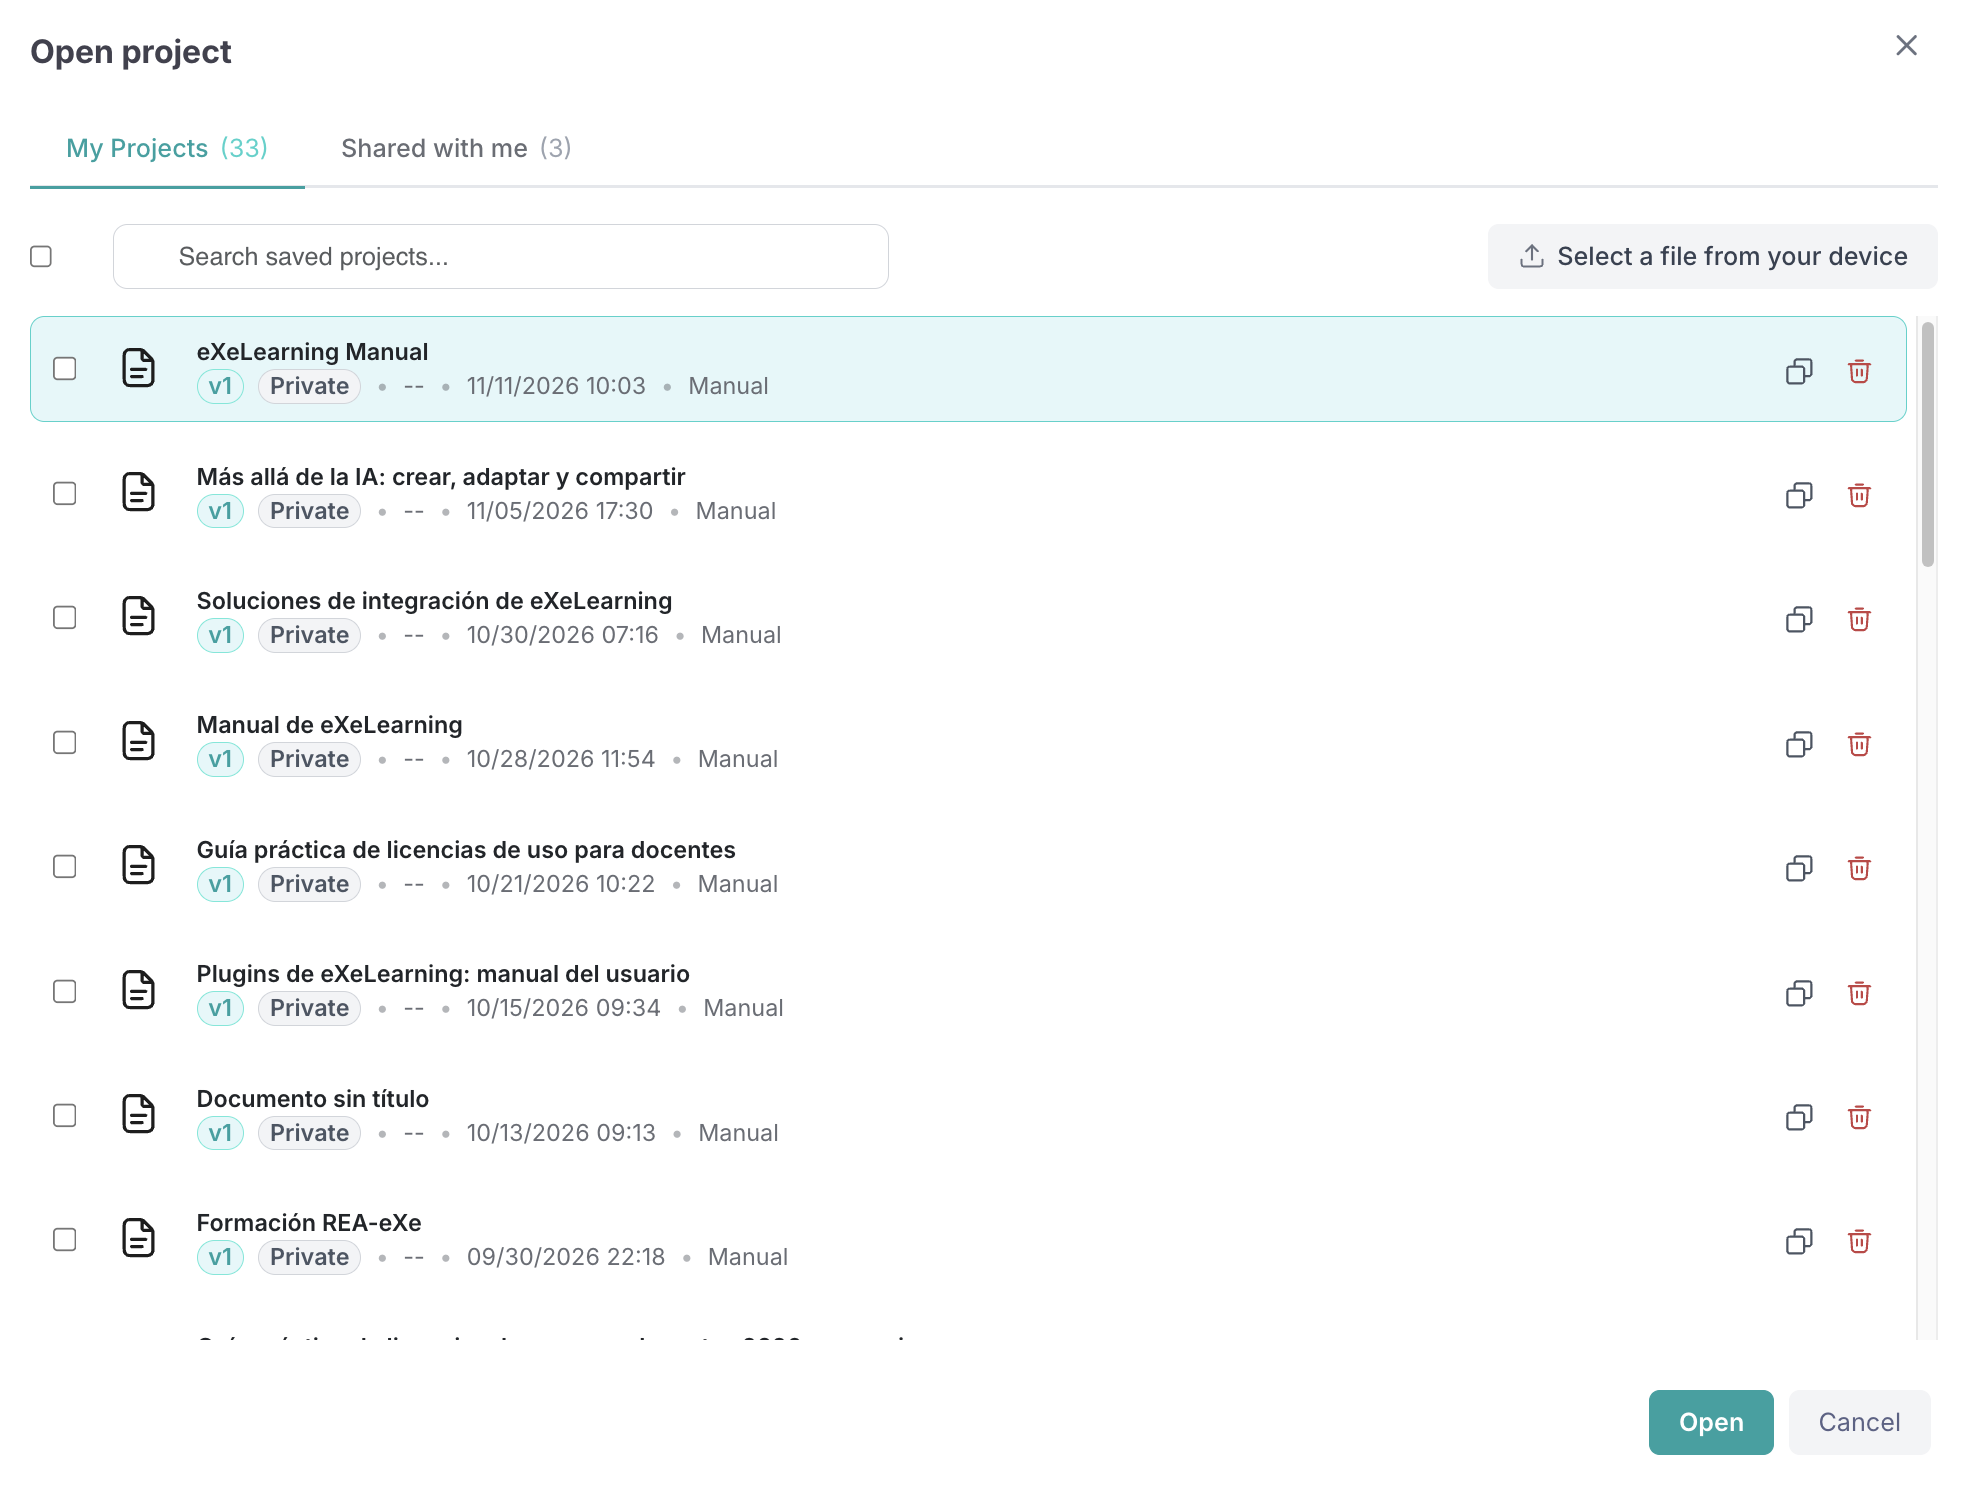 Open project
My Projects (33)
Shared with me (3)
Search saved projects...
Select a file from your device
eXeLearning Manual
v1 Private • -- • 11/11/2026 10:03 • Manual
Más allá de la IA: crear, adaptar y compartir
v1 Private • -- • 11/05/2026 17:30 • Manual
Soluciones de integración de eXeLearning
v1 Private • -- • 10/30/2026 07:16 • Manual
Manual de eXeLearning
v1 Private • -- • 10/28/2026 11:54 • Manual
Guía práctica de licencias de uso para docentes
v1 Private • -- • 10/21/2026 10:22 • Manual
Plugins de eXeLearning: manual del usuario
v1 Private • -- • 10/15/2026 09:34 • Manual
Documento sin título
v1 Private • -- • 10/13/2026 09:13 • Manual
Formación REA-eXe
v1 Private • -- • 09/30/2026 22:18 • Manual
Open
Cancel